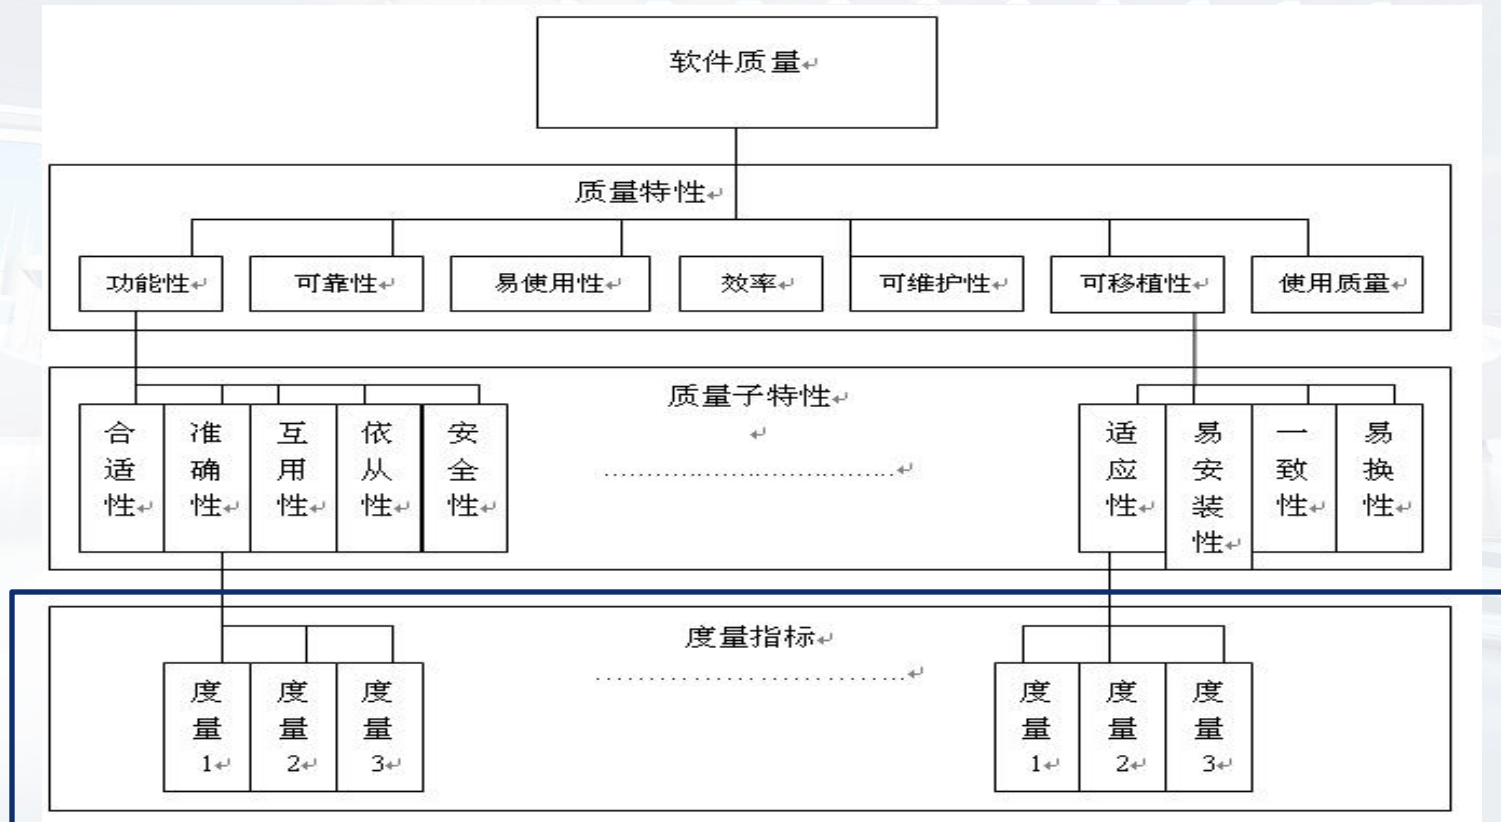 软件质量
质量特性
功能性
可靠性
易使用性
效率
可维护性
可移植性
使用质量
质量子特性
合适性
准确性
互用性
依从性
安全性
................................
适应性
易安装性
一致性
易换性
度量指标
..............................
度量1
度量2
度量3
度量1
度量2
度量3